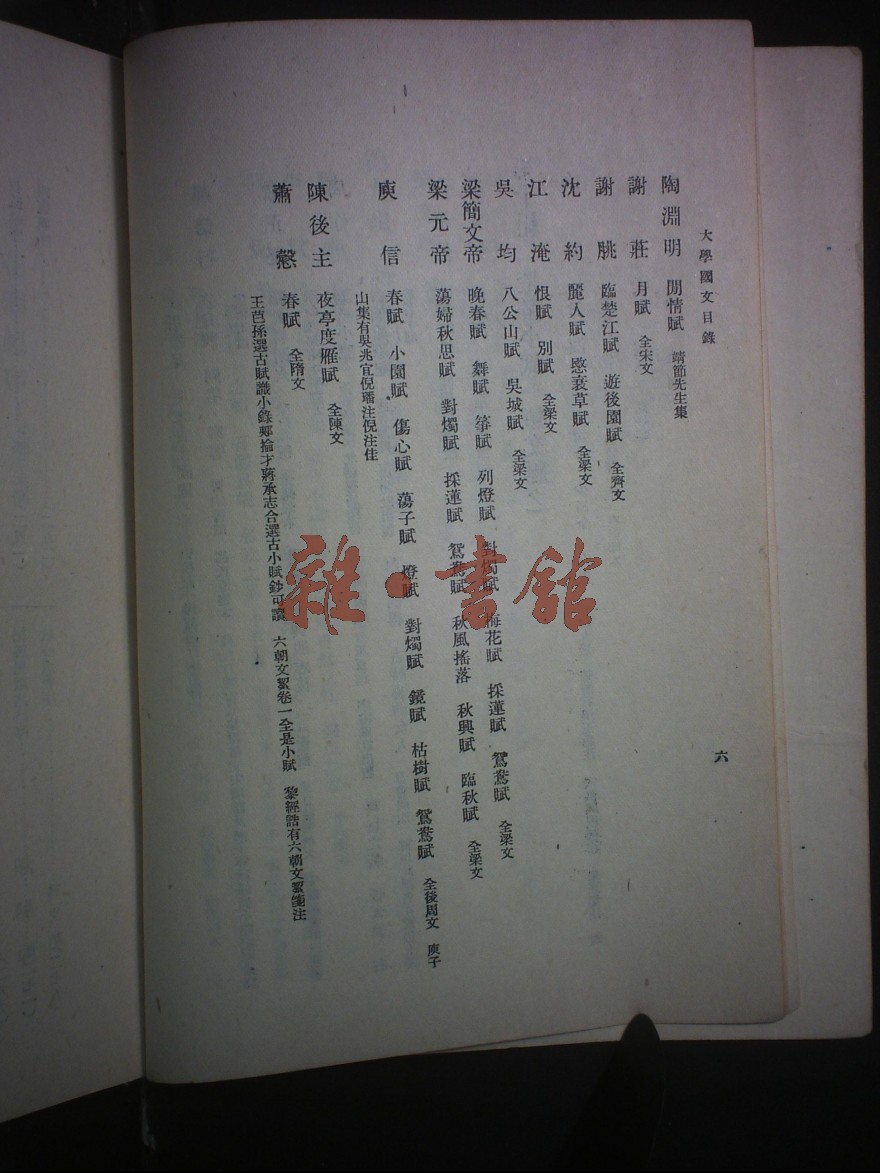 大學國文目錄
六
陶淵明 閒情賦 靖節先生集
謝莊 月賦 全宋文
謝朓 臨楚江賦 遊後園賦 全齊文
沈約 麗人賦 愍衰草賦 全梁文
江淹 恨賦 別賦 全梁文
吳均 八公山賦 吳城賦 全梁文
梁簡文帝 晚春賦 舞賦 箏賦 列燈賦 對燭賦 梅花賦 採蓮賦 鴛鴦賦 全梁文
梁元帝 蕩婦秋思賦 對燭賦 採蓮賦 鴛鴦賦 秋風搖落 秋興賦 臨秋賦 全梁文
庾信 春賦 小園賦 傷心賦 蕩子賦 燈賦 對燭賦 鏡賦 枯樹賦 鴛鴦賦 全後周文 庾子
山集有吳兆宜倪璠注倪注佳
陳後主 夜亭度雁賦 全陳文
蕭慤 春賦 全隋文
王芑孫選古賦識小錄鄭掄才蔣承志合選古小賦鈔可讀 六朝文絜卷一全是小賦 黎經誥有六朝文絜箋注
雜·書館